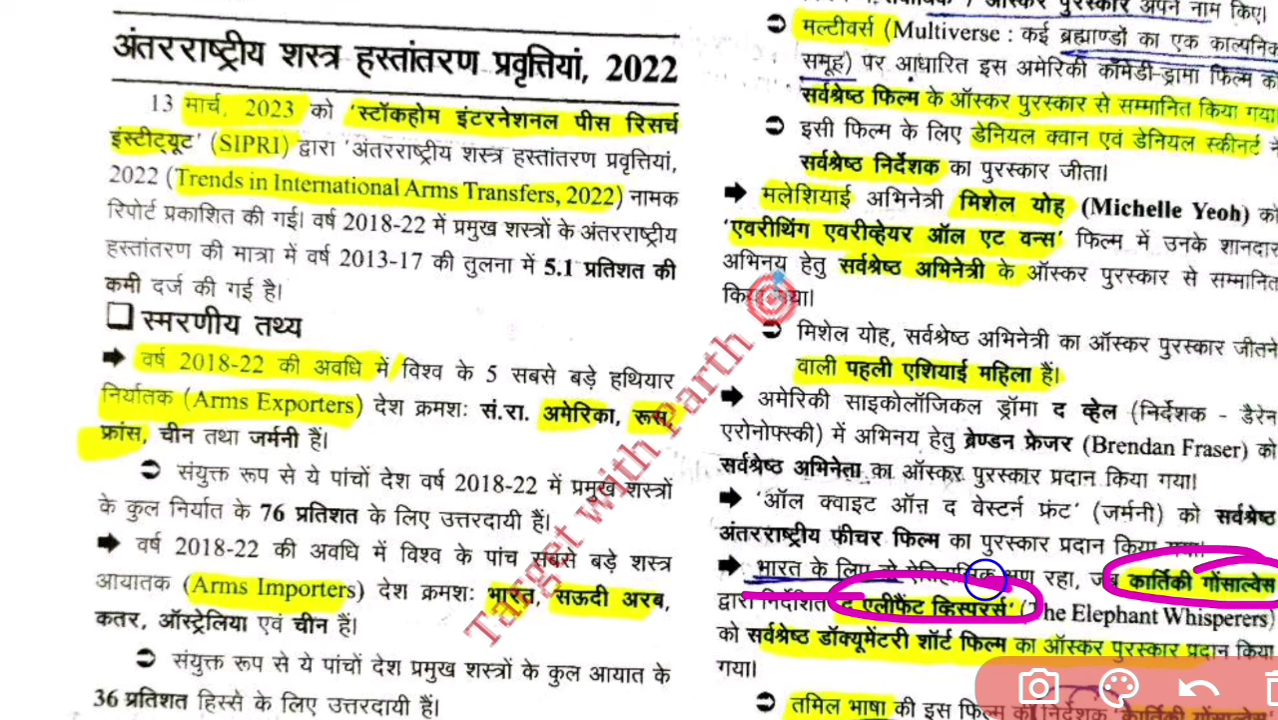 अंतरराष्ट्रीय शस्त्र हस्तांतरण प्रवृत्तियां, 2022
13 मार्च, 2023 को ‘स्टॉकहोम इंटरनेशनल पीस रिसर्च
इंस्टीट्यूट’ (SIPRI) द्वारा ‘अंतरराष्ट्रीय शस्त्र हस्तांतरण प्रवृत्तियां,
2022 (Trends in International Arms Transfers, 2022) नामक
रिपोर्ट प्रकाशित की गई। वर्ष 2018-22 में प्रमुख शस्त्रों के अंतरराष्ट्रीय
हस्तांतरण की मात्रा में वर्ष 2013-17 की तुलना में 5.1 प्रतिशत की
कमी दर्ज की गई है।
स्मरणीय तथ्य
➡ वर्ष 2018-22 की अवधि में विश्व के 5 सबसे बड़े हथियार
निर्यातक (Arms Exporters) देश क्रमशः सं.रा. अमेरिका, रूस
फ्रांस, चीन तथा जर्मनी हैं।
➲ संयुक्त रूप से ये पांचों देश वर्ष 2018-22 में प्रमुख शस्त्रों
के कुल निर्यात के 76 प्रतिशत के लिए उत्तरदायी हैं।
➡ वर्ष 2018-22 की अवधि में विश्व के पांच सबसे बड़े शस्त्र
आयातक (Arms Importers) देश क्रमशः भारत, सऊदी अरब,
कतर, ऑस्ट्रेलिया एवं चीन हैं।
➲ संयुक्त रूप से ये पांचों देश प्रमुख शस्त्रों के कुल आयात के
36 प्रतिशत हिस्से के लिए उत्तरदायी हैं।
ऑस्कर पुरस्कार अपने नाम किए।
➲ मल्टीवर्स (Multiverse : कई ब्रह्माण्डों का एक काल्पनिक
समूह) पर आधारित इस अमेरिकी कॉमेडी-ड्रामा फिल्म को
सर्वश्रेष्ठ फिल्म के ऑस्कर पुरस्कार से सम्मानित किया गया
➲ इसी फिल्म के लिए डेनियल क्वान एवं डेनियल स्कीनर्ट ने
सर्वश्रेष्ठ निर्देशक का पुरस्कार जीता।
➡ मलेशियाई अभिनेत्री मिशेल योह (Michelle Yeoh) को
‘एवरीथिंग एवरीव्हेयर ऑल एट वन्स’ फिल्म में उनके शानदार
अभिनय हेतु सर्वश्रेष्ठ अभिनेत्री के ऑस्कर पुरस्कार से सम्मानित
किया गया।
➲ मिशेल योह, सर्वश्रेष्ठ अभिनेत्री का ऑस्कर पुरस्कार जीतने
वाली पहली एशियाई महिला हैं।
➡ अमेरिकी साइकोलॉजिकल ड्रॉमा द व्हेल (निर्देशक - डैरेन
एरोनोफ्स्की) में अभिनय हेतु ब्रेण्डन फ्रेजर (Brendan Fraser) को
सर्वश्रेष्ठ अभिनेता का ऑस्कर पुरस्कार प्रदान किया गया।
➡ ‘ऑल क्वाइट ऑन द वेस्टर्न फ्रंट’ (जर्मनी) को सर्वश्रेष्ठ
अंतरराष्ट्रीय फीचर फिल्म का पुरस्कार प्रदान किया गया।
➡ भारत के लिए वो ऐतिहासिक क्षण रहा, जब कार्तिकी गोंसाल्वेस
द्वारा निर्देशित ‘द एलीफैंट व्हिस्परर्स’ (The Elephant Whisperers)
को सर्वश्रेष्ठ डॉक्यूमेंटरी शॉर्ट फिल्म का ऑस्कर पुरस्कार प्रदान किया
गया।
➲ तमिल भाषा की इस फिल्म की निर्देशक ‘कार्तिकी गोंसाल्वेस’
Target with Parth